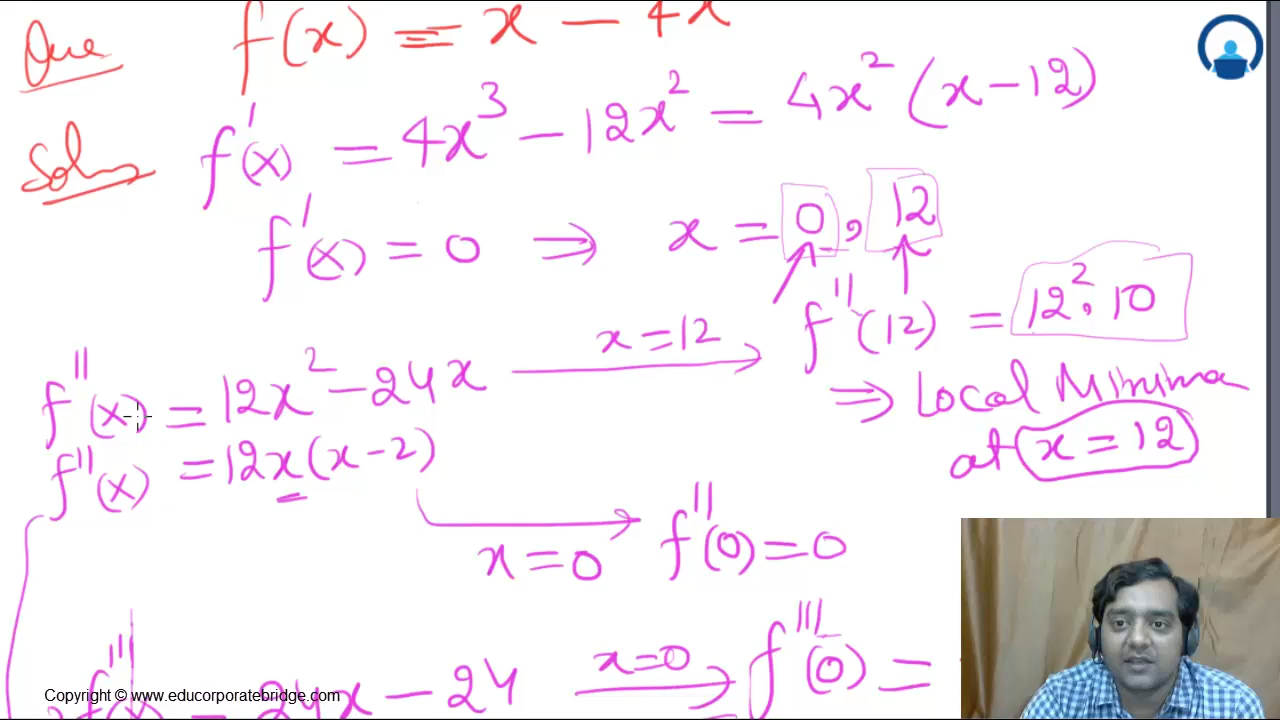 Que f(x) = x − 4x
Soln f'(x) = 4x³ − 12x² = 4x² (x − 12)
f'(x) = 0 ⇒ x = 0, 12
f''(12) = 12². 10
x = 12
f''(x) = 12x² − 24x
⇒ Local Minima
f''(x) = 12x(x − 2)
at x = 12
x = 0 f''(0) = 0
f'''(x) = 24x − 24 x=0 f'''(0) =
Copyright © www.educorporatebridge.com